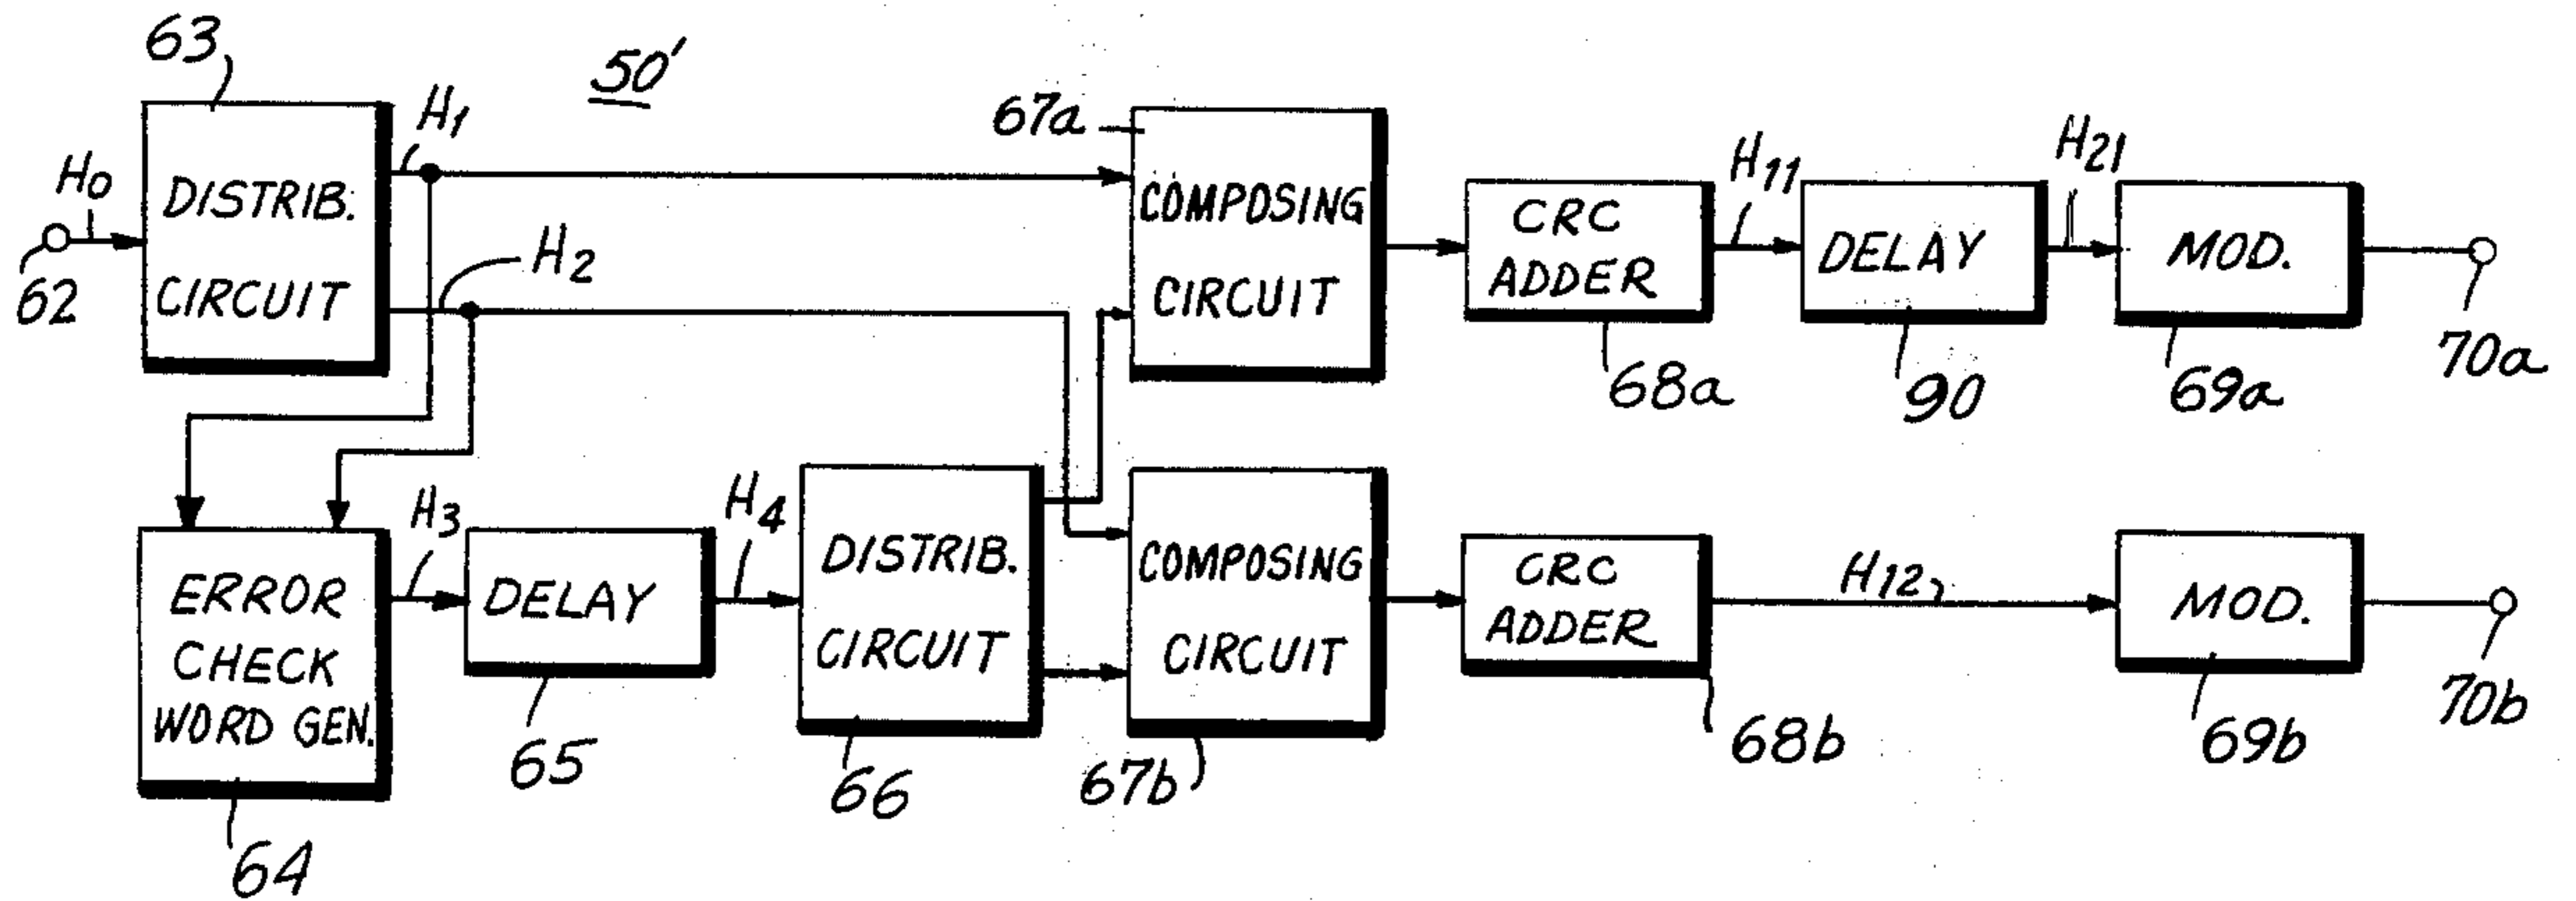 63
50'
H1
67a
H0
DISTRIB.
CIRCUIT
62
H2
COMPOSING
CIRCUIT
CRC
ADDER
68a
H11
DELAY
90
H21
MOD.
69a
70a
ERROR
CHECK
WORD GEN.
64
H3
DELAY
65
H4
DISTRIB.
CIRCUIT
66
COMPOSING
CIRCUIT
67b
CRC
ADDER
68b
H12
MOD.
69b
70b